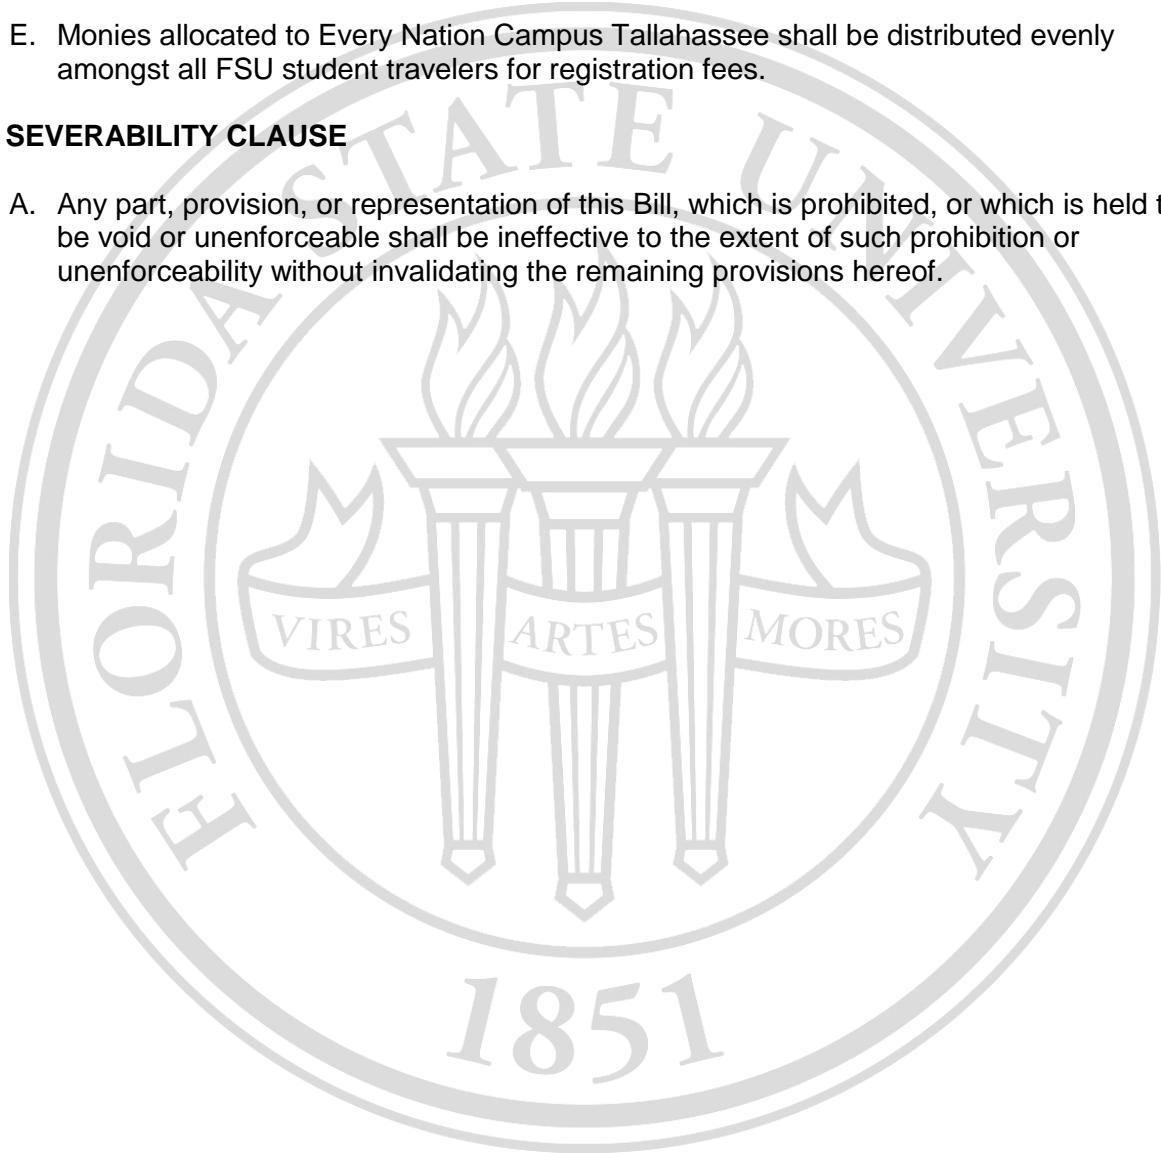 E. Monies allocated to Every Nation Campus Tallahassee shall be distributed evenly
amongst all FSU student travelers for registration fees.
SEVERABILITY CLAUSE
A. Any part, provision, or representation of this Bill, which is prohibited, or which is held t
be void or unenforceable shall be ineffective to the extent of such prohibition or
unenforceability without invalidating the remaining provisions hereof.
FLORIDA STATE UNIVERSITY
VIRES ARTES MORES
1851